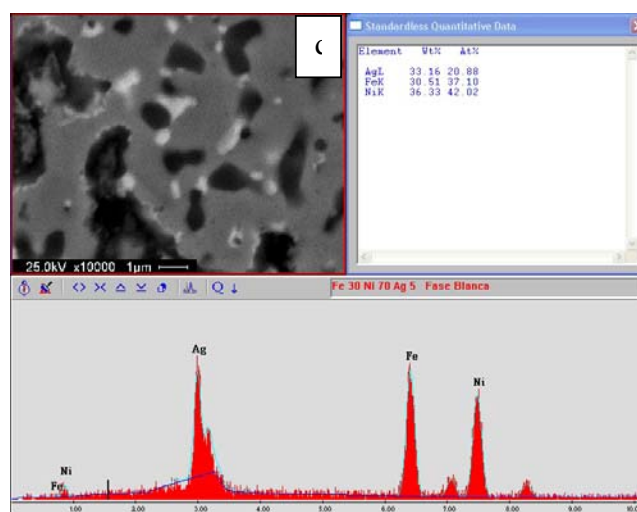 c
Standardless Quantitative Data
Element Wt% At%
AgL 33.16 20.88
FeK 30.51 37.10
NiK 36.33 42.02
25.0kV x10000 1μm
Fe 30 Ni 70 Ag 5 Fase Blanca
Ag
Fe
Ni
Ni
Fe
1.00 2.00 3.00 4.00 5.00 6.00 7.00 8.00 9.00 10.0